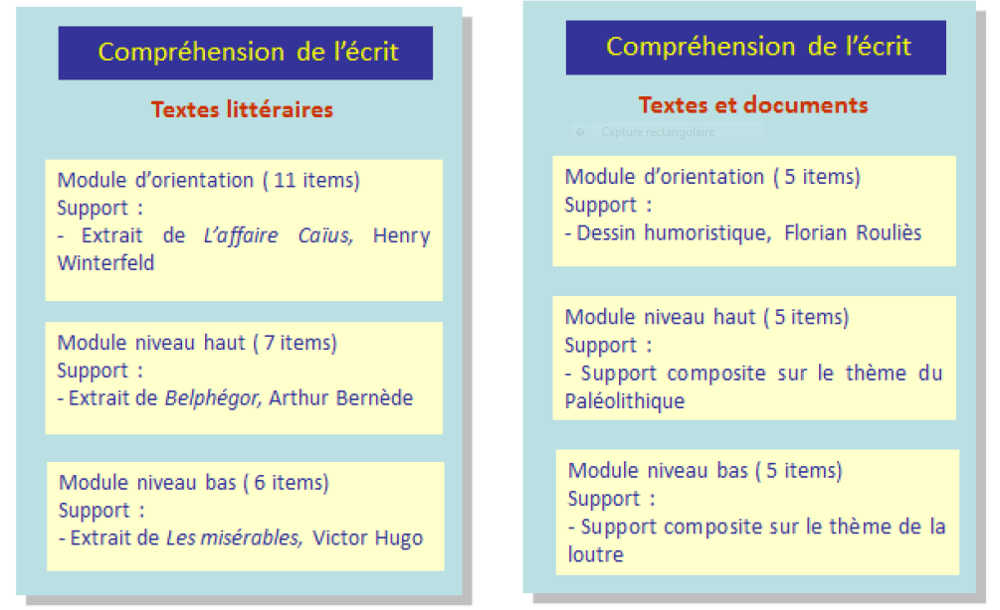 Compréhension de l'écrit
Textes littéraires
Module d'orientation ( 11 items)
Support :
- Extrait de L'affaire Caïus, Henry
Winterfeld
Module niveau haut ( 7 items)
Support :
- Extrait de Belphégor, Arthur Bernède
Module niveau bas ( 6 items)
Support :
- Extrait de Les misérables, Victor Hugo
Compréhension de l'écrit
Textes et documents
Capture rectangulaire
Module d'orientation ( 5 items)
Support :
- Dessin humoristique, Florian Rouliès
Module niveau haut ( 5 items)
Support :
- Support composite sur le thème du
Paléolithique
Module niveau bas ( 5 items)
Support :
- Support composite sur le thème de la
loutre